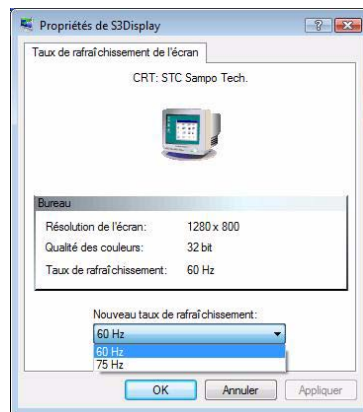 Propriétés de S3Display
Taux de rafraîchissement de l'écran
CRT: STC Sampo Tech.
Bureau
Résolution de l'écran: 1280 x 800
Qualité des couleurs: 32 bit
Taux de rafraîchissement: 60 Hz
Nouveau taux de rafraîchissement:
60 Hz
60 Hz
75 Hz
OK Annuler Appliquer